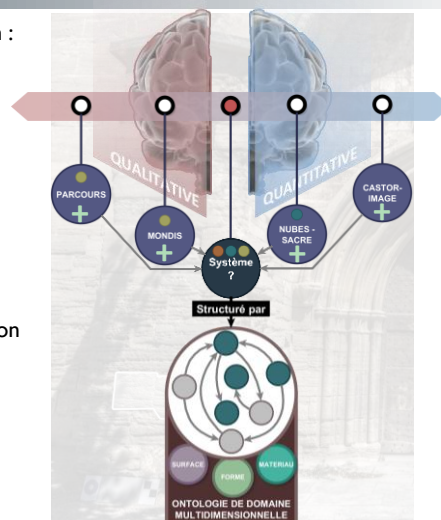 n :
QUALITATIVE
QUANTITATIVE
PARCOURS
MONDIS
NUBES -
SACRE
CASTOR-
IMAGE
Système
?
on
Structuré par
SURFACE
FORME
MATERIAU
ONTOLOGIE DE DOMAINE
MULTIDIMENSIONNELLE